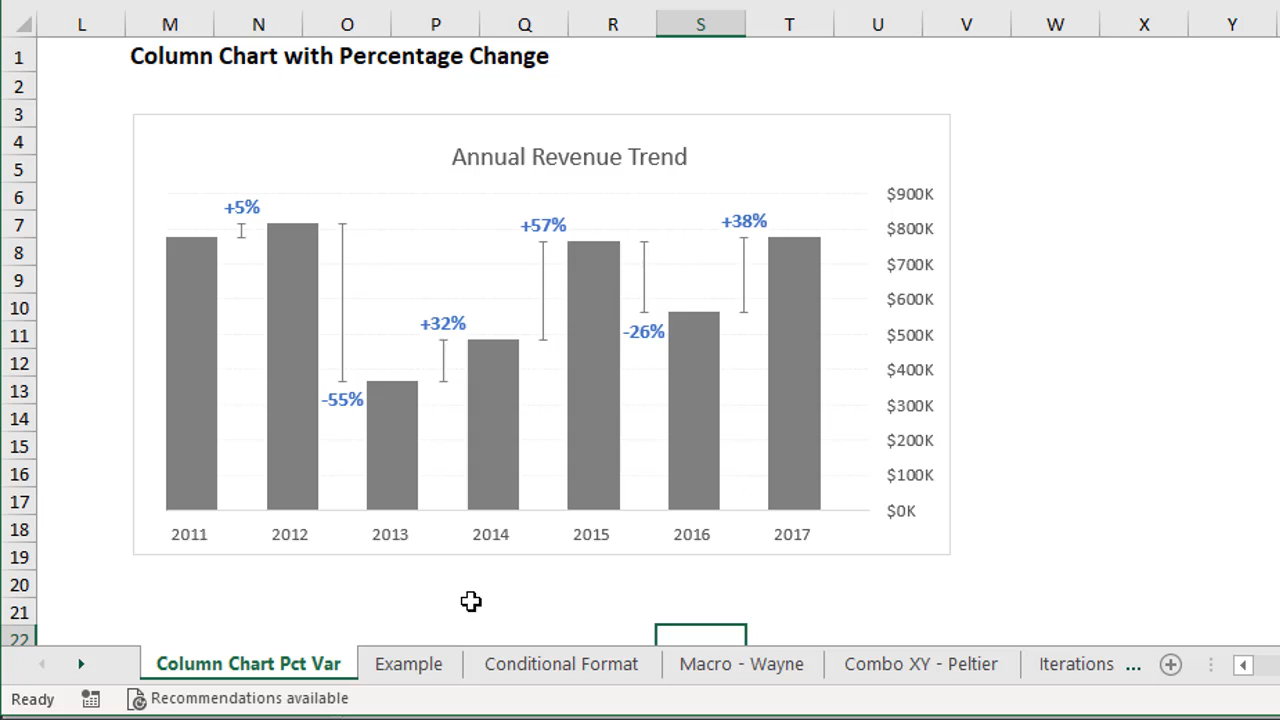 L M N O P Q R S T U V W X Y
1
Column Chart with Percentage Change
2
3
4
5
6
7
8
9
10
11
12
13
14
15
16
17
18
19
20
21
22
Annual Revenue Trend
$900K
$800K
$700K
$600K
$500K
$400K
$300K
$200K
$100K
$0K
+5%
-55%
+32%
+57%
-26%
+38%
2011 2012 2013 2014 2015 2016 2017
Column Chart Pct Var Example Conditional Format Macro - Wayne Combo XY - Peltier Iterations ...
Ready Recommendations available